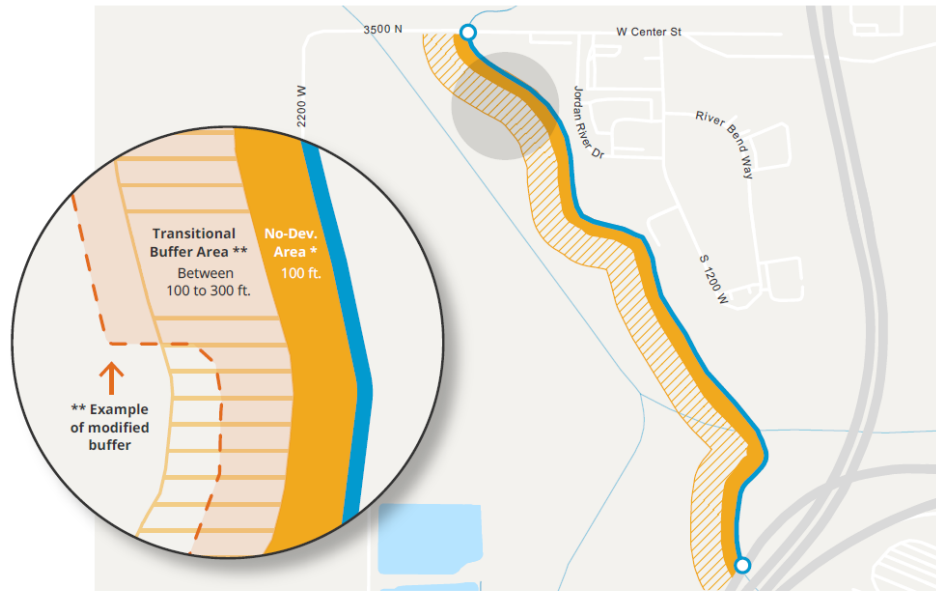 3500 N
W Center St
2200 W
Jordan River Dr
River Bend Way
S 1200 W
Transitional
Buffer Area **
Between
100 to 300 ft.
No-Dev.
Area *
100 ft.
** Example
of modified
buffer